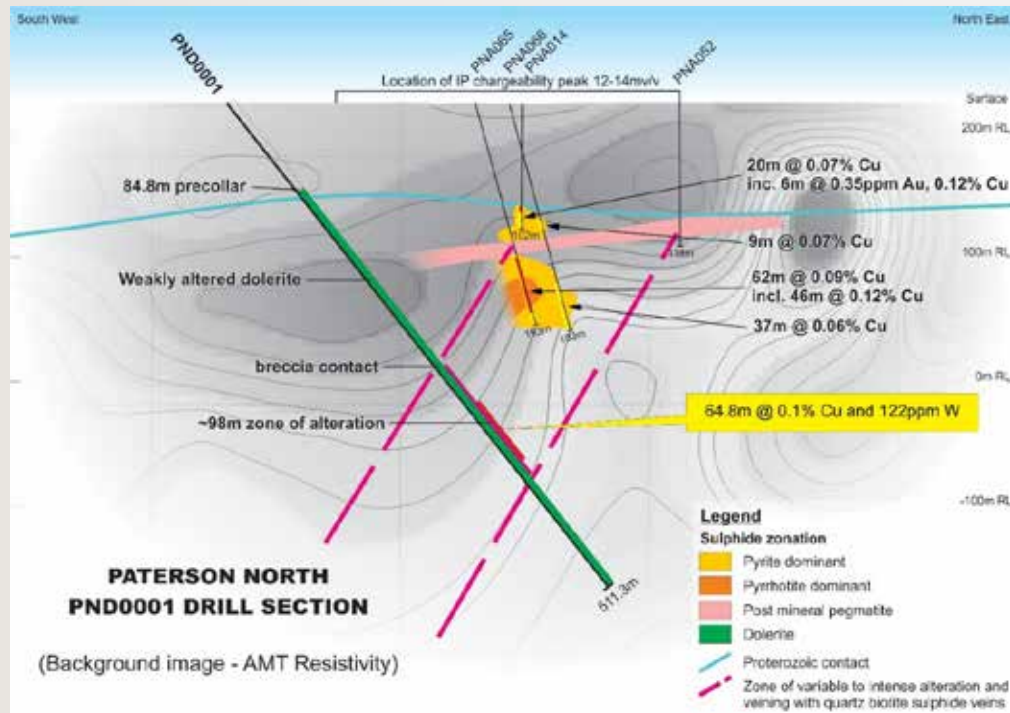 South West
North East
PND0001
PNA065
PNA066
PNA014
PNA052
Location of IP chargeability peak 12-14mv/v
Surface
200m RL
84.8m precollar
20m @ 0.07% Cu
inc. 6m @ 0.35ppm Au, 0.12% Cu
102m
9m @ 0.07% Cu
100m RL
Weakly altered dolerite
62m @ 0.09% Cu
incl. 46m @ 0.12% Cu
37m @ 0.06% Cu
breccia contact
0m RL
~98m zone of alteration
64.8m @ 0.1% Cu and 122ppm W
-100m RL
511.3m
PATERSON NORTH
PND0001 DRILL SECTION
(Background image - AMT Resistivity)
Legend
Sulphide zonation
Pyrite dominant
Pyrrhotite dominant
Post mineral pegmatite
Dolerite
Proterozoic contact
Zone of variable to intense alteration and
veining with quartz biotite sulphide veins